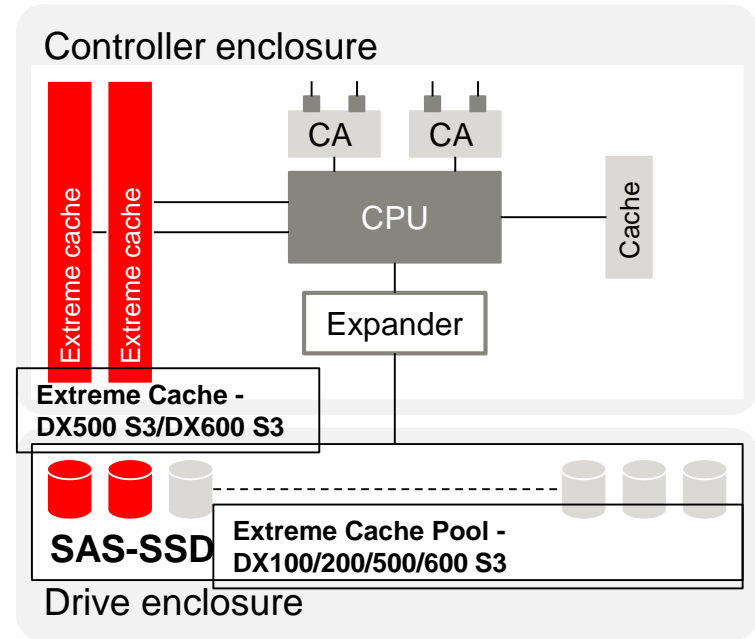 Controller enclosure
Extreme cache
Extreme cache
CA
CA
CPU
Cache
Expander
Extreme Cache -
DX500 S3/DX600 S3
SAS-SSD
Extreme Cache Pool -
DX100/200/500/600 S3
Drive enclosure